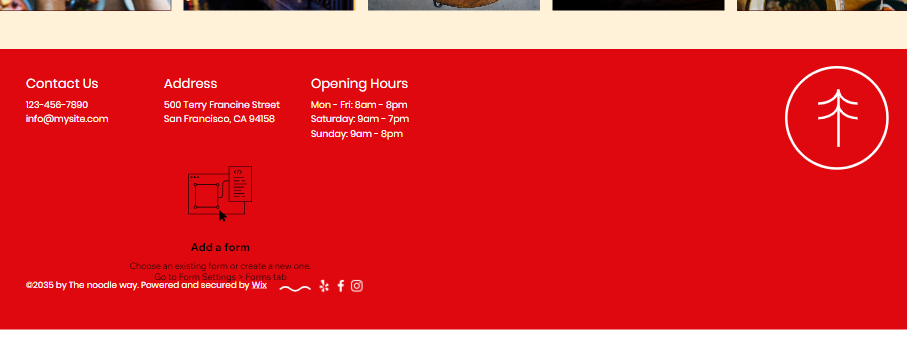 Contact Us
123-456-7890
info@mysite.com
Address
500 Terry Francine Street
San Francisco, CA 94158
Opening Hours
Mon - Fri: 8am - 8pm
Saturday: 9am - 7pm
Sunday: 9am - 8pm
Add a form
Choose an existing form or create a new one.
Go to Form Settings > Forms tab
©2035 by The noodle way. Powered and secured by Wix